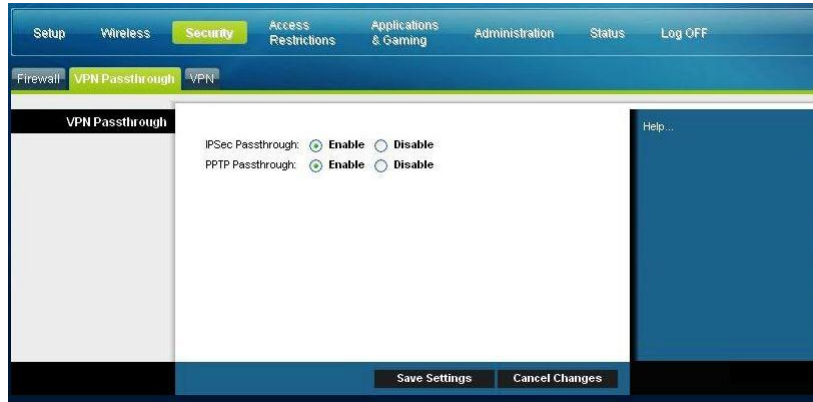 Setup Wireless Security Access Restrictions Applications & Gaming Administration Status Log OFF
Firewall VPN Passthrough VPN
VPN Passthrough
Help...
IPSec Passthrough: Enable Disable
PPTP Passthrough: Enable Disable
Save Settings Cancel Changes